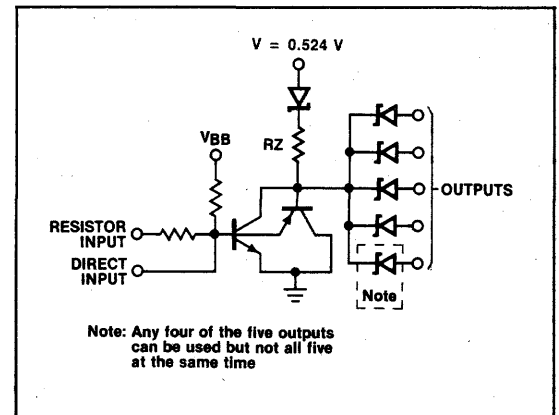 V = 0.524 V
RZ
VBB
RESISTOR
INPUT
DIRECT
INPUT
OUTPUTS
Note
Note: Any four of the five outputs
can be used but not all five
at the same time